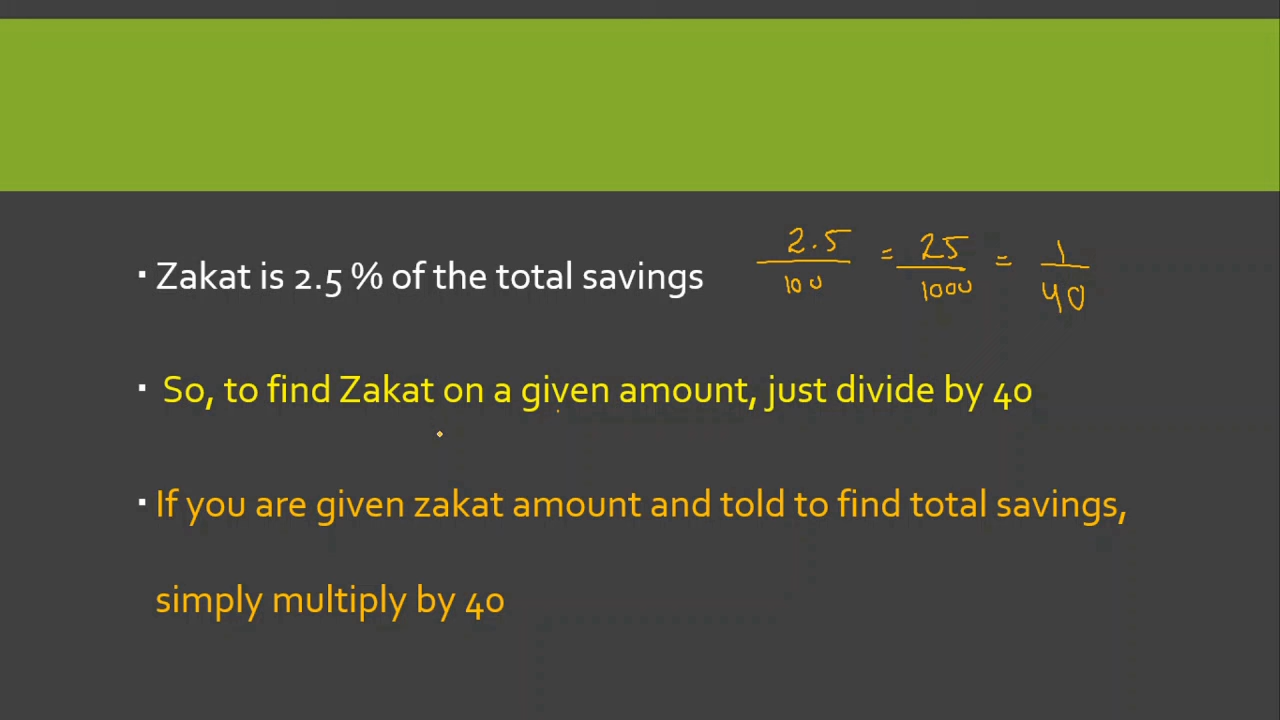 ▪ Zakat is 2.5 % of the total savings
2.5/100 = 25/1000 = 1/40
▪ So, to find Zakat on a given amount, just divide by 40
▪ If you are given zakat amount and told to find total savings,
simply multiply by 40